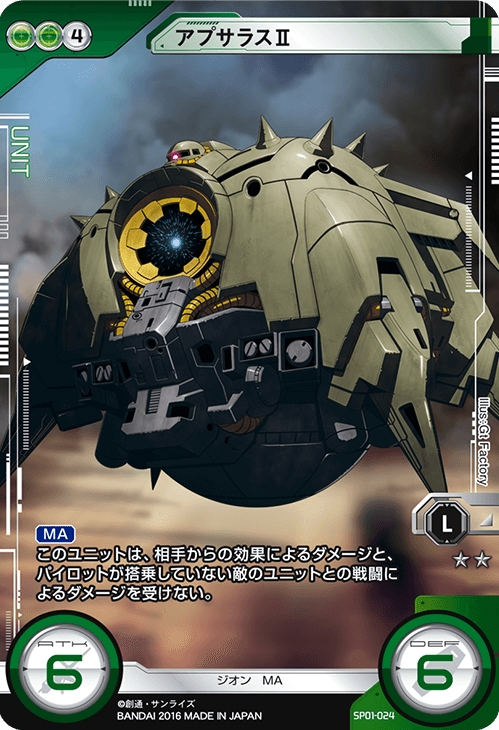 4
アプサラスⅡ
UNIT
Illus:Gt Factory
L
MA
このユニットは、相手からの効果によるダメージと、
パイロットが搭乗していない敵のユニットとの戦闘に
よるダメージを受けない。
ATK
6
DEF
6
ジオン MA
©創通・サンライズ
BANDAI 2016 MADE IN JAPAN
SP01-024